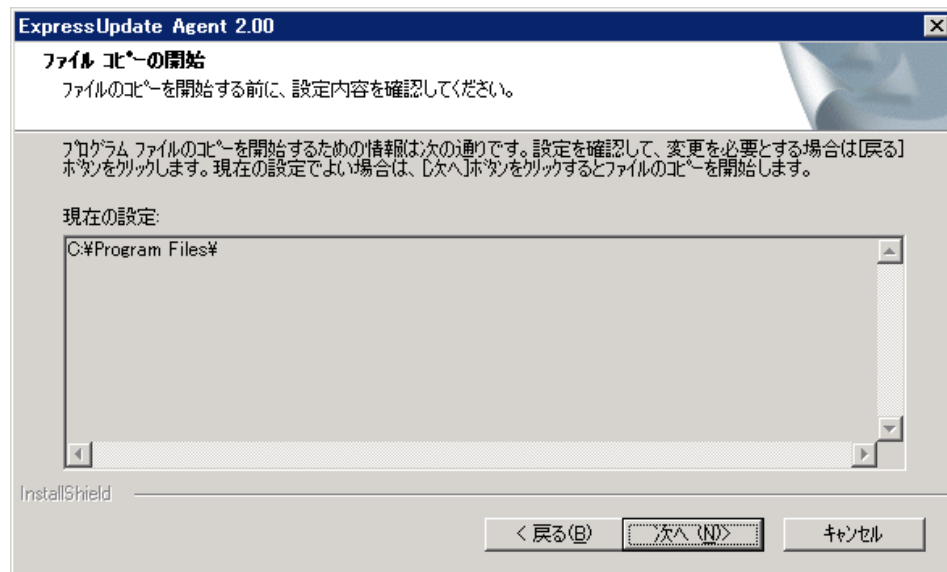 ExpressUpdate Agent 2.00
ファイル コピーの開始
ファイルのコピーを開始する前に、設定内容を確認してください。
プログラム ファイルのコピーを開始するための情報は次の通りです。設定を確認して、変更を必要とする場合は[戻る]
ボタンをクリックします。現在の設定でよい場合は、[次へ]ボタンをクリックするとファイルのコピーを開始します。
現在の設定:
C:¥Program Files¥
InstallShield
< 戻る(B)
次へ (N)>
キャンセル